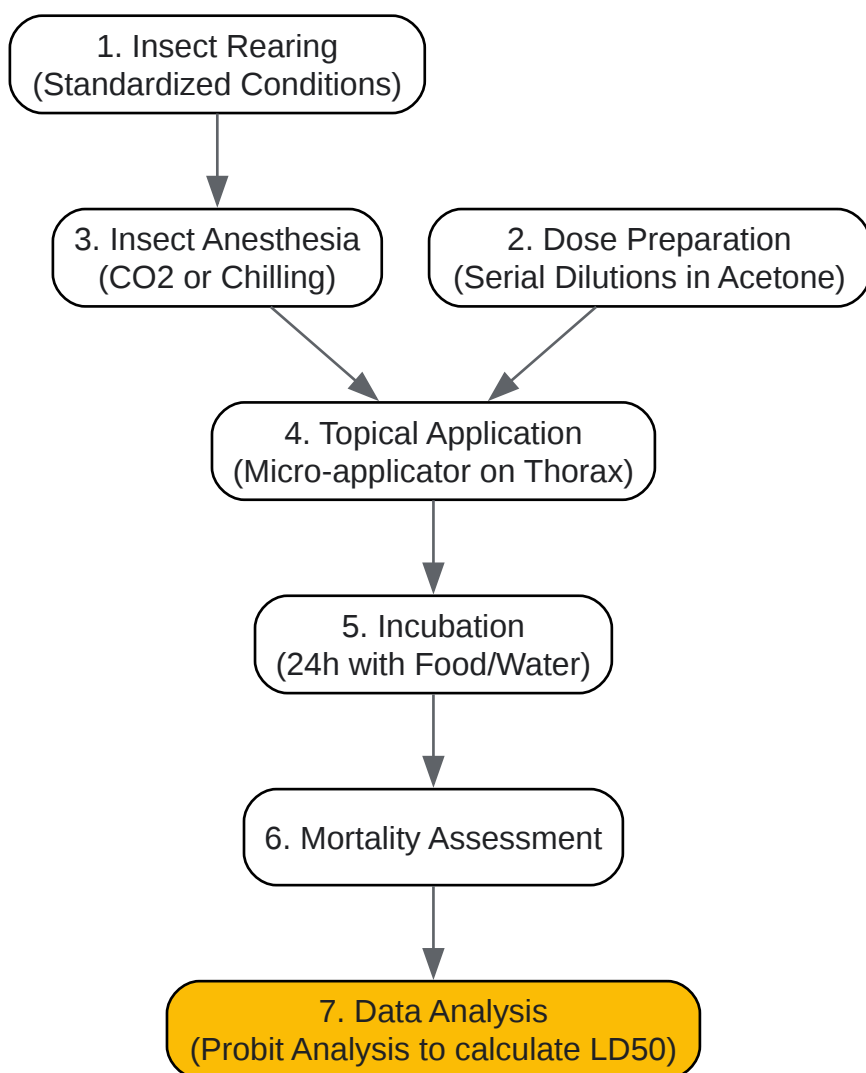 1. Insect Rearing
(Standardized Conditions)
3. Insect Anesthesia
(CO2 or Chilling)
2. Dose Preparation
(Serial Dilutions in Acetone)
4. Topical Application
(Micro-applicator on Thorax)
5. Incubation
(24h with Food/Water)
6. Mortality Assessment
7. Data Analysis
(Probit Analysis to calculate LD50)